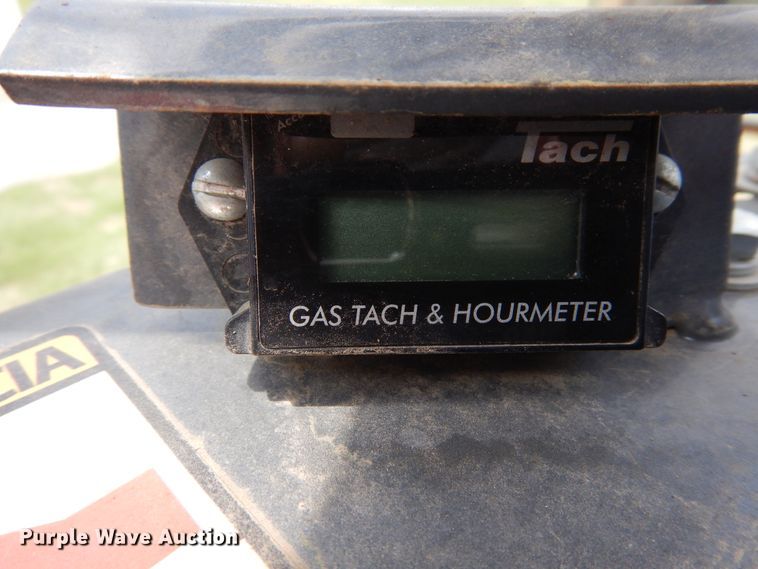 Tach
GAS TACH & HOURMETER
CIA
Purple Wave Auction